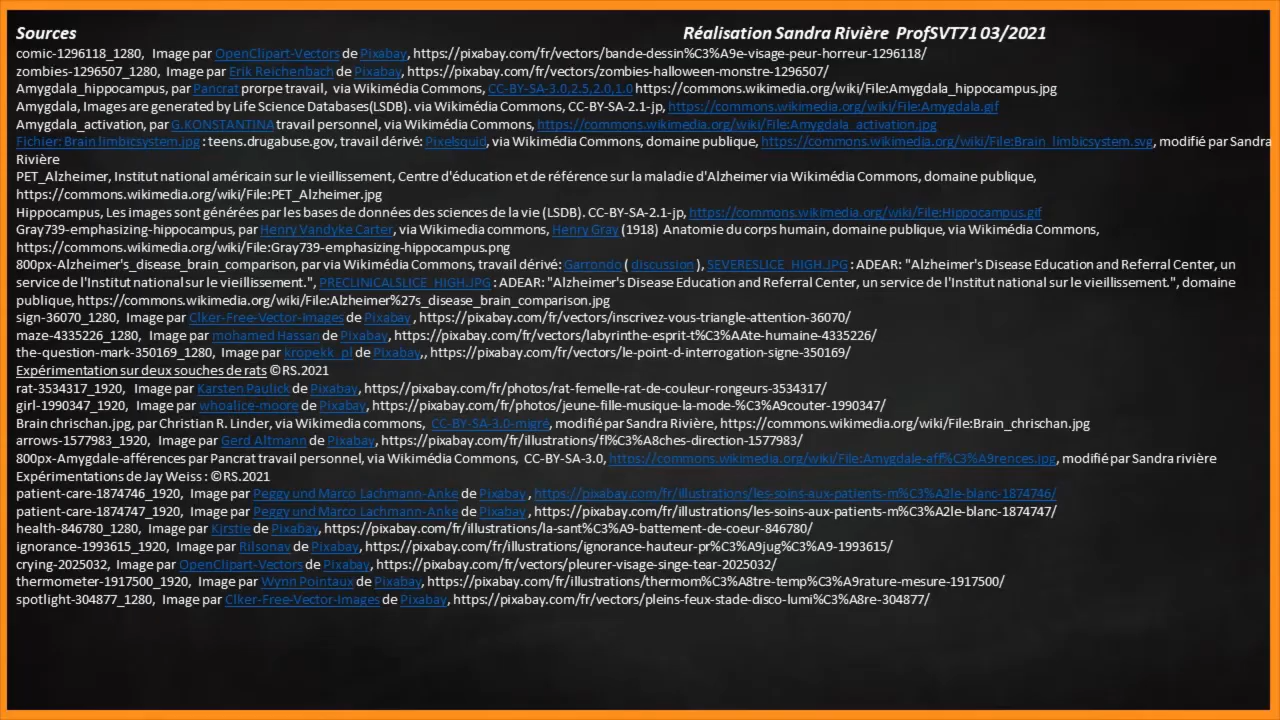 Sources Réalisation Sandra Rivière ProfSVT71 03/2021
comic-1296118_1280, Image par OpenClipart-Vectors de Pixabay, https://pixabay.com/fr/vectors/bande-dessin%C3%A9e-visage-peur-horreur-1296118/
zombies-1296507_1280, Image par Erik Reichenbach de Pixabay, https://pixabay.com/fr/vectors/zombies-halloween-monstre-1296507/
Amygdala_hippocampus, par Pancrat prorpe travail, via Wikimédia Commons, CC-BY-SA-3.0,2.5,2.0,1.0 https://commons.wikimedia.org/wiki/File:Amygdala_hippocampus.jpg
Amygdala, Images are generated by Life Science Databases(LSDB). via Wikimédia Commons, CC-BY-SA-2.1-jp, https://commons.wikimedia.org/wiki/File:Amygdala.gif
Amygdala_activation, par G.KONSTANTINA travail personnel, via Wikimédia Commons, https://commons.wikimedia.org/wiki/File:Amygdala_activation.jpg
Fichier: Brain limbicsystem.jpg : teens.drugabuse.gov, travail dérivé: Pixelsquid, via Wikimédia Commons, domaine publique, https://commons.wikimedia.org/wiki/File:Brain_limbicsystem.svg, modifié par Sandra
Rivière
PET_Alzheimer, Institut national américain sur le vieillissement, Centre d'éducation et de référence sur la maladie d'Alzheimer via Wikimédia Commons, domaine publique,
https://commons.wikimedia.org/wiki/File:PET_Alzheimer.jpg
Hippocampus, Les images sont générées par les bases de données des sciences de la vie (LSDB). CC-BY-SA-2.1-jp, https://commons.wikimedia.org/wiki/File:Hippocampus.gif
Gray739-emphasizing-hippocampus, par Henry Vandyke Carter, via Wikimedia commons, Henry Gray (1918) Anatomie du corps humain, domaine publique, via Wikimédia Commons,
https://commons.wikimedia.org/wiki/File:Gray739-emphasizing-hippocampus.png
800px-Alzheimer's_disease_brain_comparison, par via Wikimédia Commons, travail dérivé: Garrondo ( discussion ), SEVERESLICE_HIGH.JPG : ADEAR: "Alzheimer's Disease Education and Referral Center, un
service de l'Institut national sur le vieillissement.", PRECLINICALSLICE_HIGH.JPG : ADEAR: "Alzheimer's Disease Education and Referral Center, un service de l'Institut national sur le vieillissement.", domaine
publique, https://commons.wikimedia.org/wiki/File:Alzheimer%27s_disease_brain_comparison.jpg
sign-36070_1280, Image par Clker-Free-Vector-Images de Pixabay , https://pixabay.com/fr/vectors/inscrivez-vous-triangle-attention-36070/
maze-4335226_1280, Image par mohamed Hassan de Pixabay, https://pixabay.com/fr/vectors/labyrinthe-esprit-t%C3%AAte-humaine-4335226/
the-question-mark-350169_1280, Image par kropekk_pl de Pixabay,, https://pixabay.com/fr/vectors/le-point-d-interrogation-signe-350169/
Expérimentation sur deux souches de rats ©RS.2021
rat-3534317_1920, Image par Karsten Paulick de Pixabay, https://pixabay.com/fr/photos/rat-femelle-rat-de-couleur-rongeurs-3534317/
girl-1990347_1920, Image par whoalice-moore de Pixabay, https://pixabay.com/fr/photos/jeune-fille-musique-la-mode-%C3%A9couter-1990347/
Brain chrischan.jpg, par Christian R. Linder, via Wikimedia commons, CC-BY-SA-3.0-migré, modifié par Sandra Rivière, https://commons.wikimedia.org/wiki/File:Brain_chrischan.jpg
arrows-1577983_1920, Image par Gerd Altmann de Pixabay, https://pixabay.com/fr/illustrations/fl%C3%A8ches-direction-1577983/
800px-Amygdale-afférences par Pancrat travail personnel, via Wikimédia Commons, CC-BY-SA-3.0, https://commons.wikimedia.org/wiki/File:Amygdale-aff%C3%A9rences.jpg, modifié par Sandra rivière
Expérimentations de Jay Weiss : ©RS.2021
patient-care-1874746_1920, Image par Peggy und Marco Lachmann-Anke de Pixabay , https://pixabay.com/fr/illustrations/les-soins-aux-patients-m%C3%A2le-blanc-1874746/
patient-care-1874747_1920, Image par Peggy und Marco Lachmann-Anke de Pixabay , https://pixabay.com/fr/illustrations/les-soins-aux-patients-m%C3%A2le-blanc-1874747/
health-846780_1280, Image par Kjrstie de Pixabay, https://pixabay.com/fr/illustrations/la-sant%C3%A9-battement-de-coeur-846780/
ignorance-1993615_1920, Image par Rilsonav de Pixabay, https://pixabay.com/fr/illustrations/ignorance-hauteur-pr%C3%A9jug%C3%A9-1993615/
crying-2025032, Image par OpenClipart-Vectors de Pixabay, https://pixabay.com/fr/vectors/pleurer-visage-singe-tear-2025032/
thermometer-1917500_1920, Image par Wynn Pointaux de Pixabay, https://pixabay.com/fr/illustrations/thermom%C3%A8tre-temp%C3%A9rature-mesure-1917500/
spotlight-304877_1280, Image par Clker-Free-Vector-Images de Pixabay, https://pixabay.com/fr/vectors/pleins-feux-stade-disco-lumi%C3%A8re-304877/